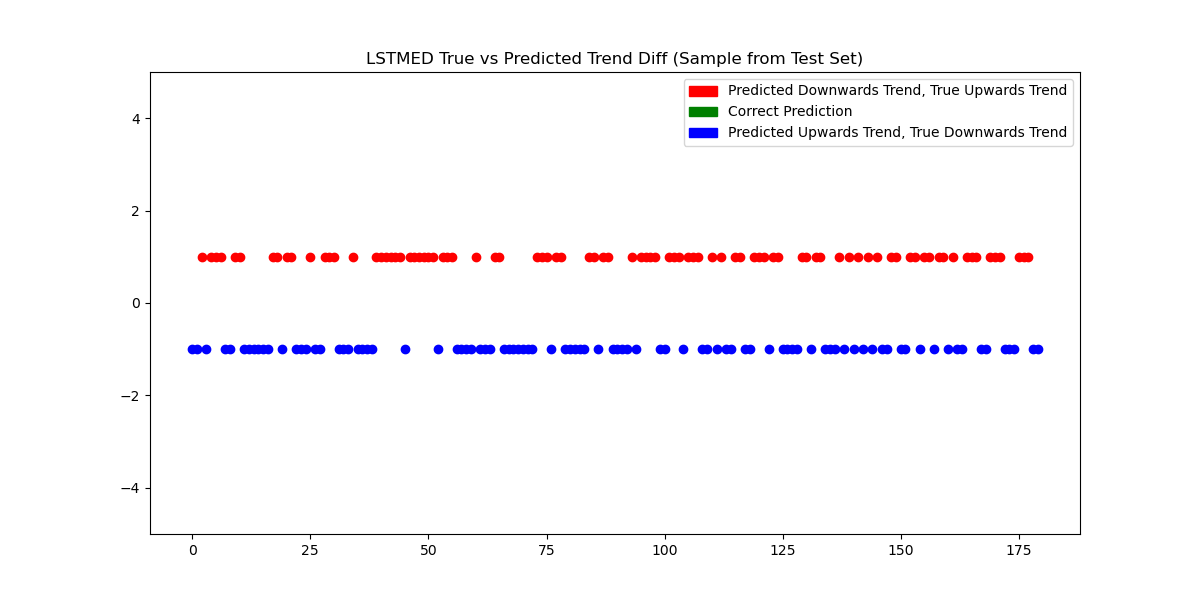 LSTMED True vs Predicted Trend Diff (Sample from Test Set)
Predicted Downwards Trend, True Upwards Trend
Correct Prediction
Predicted Upwards Trend, True Downwards Trend
4
2
0
−2
−4
0 25 50 75 100 125 150 175